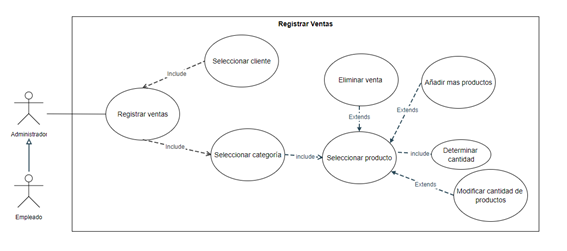 Registrar Ventas
Seleccionar cliente
Include
Eliminar venta
Añadir mas productos
Registrar ventas
Extends
Extends
Administrador
Include
Seleccionar categoría
include
Seleccionar producto
include
Determinar
cantidad
Extends
Modificar cantidad de
productos
Empleado